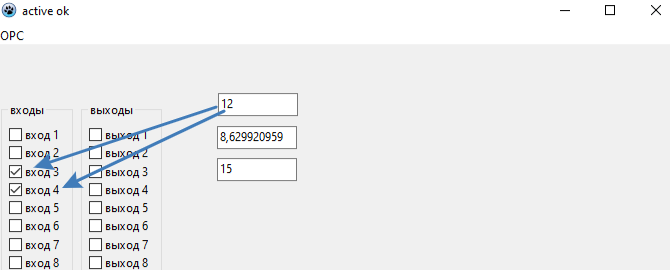 active ok
OPC
входы
выходы
12
вход 1
выход 1
8,629920959
вход 2
выход 2
вход 3
выход 3
15
вход 4
выход 4
вход 5
выход 5
вход 6
выход 6
вход 7
выход 7
вход 8
выход 8